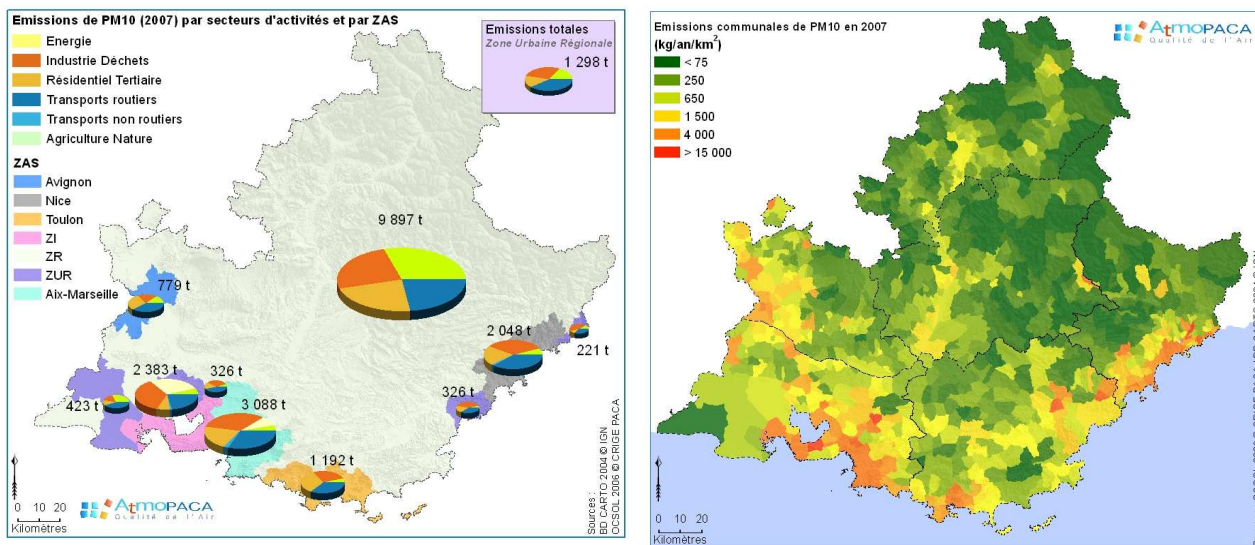 Emissions de PM10 (2007) par secteurs d'activités et par ZAS
Energie
Industrie Déchets
Résidentiel Tertiaire
Transports routiers
Transports non routiers
Agriculture Nature
ZAS
Avignon
Nice
Toulon
ZI
ZR
ZUR
Aix-Marseille
Emissions totales
Zone Urbaine Régionale
1 298 t
9 897 t
779 t
2 048 t
221 t
2 383 t
326 t
423 t
3 088 t
326 t
1 192 t
0 10 20
Kilomètres
AtmoPACA
Qualité de l'Air
Sources :
BD CARTO 2004 © IGN
OCSOL 2006 © CRIGE PACA
Emissions communales de PM10 en 2007
(kg/an/km²)
< 75
250
650
1 500
4 000
> 15 000
AtmoPACA
Qualité de l'Air
0 10 20
Kilomètres